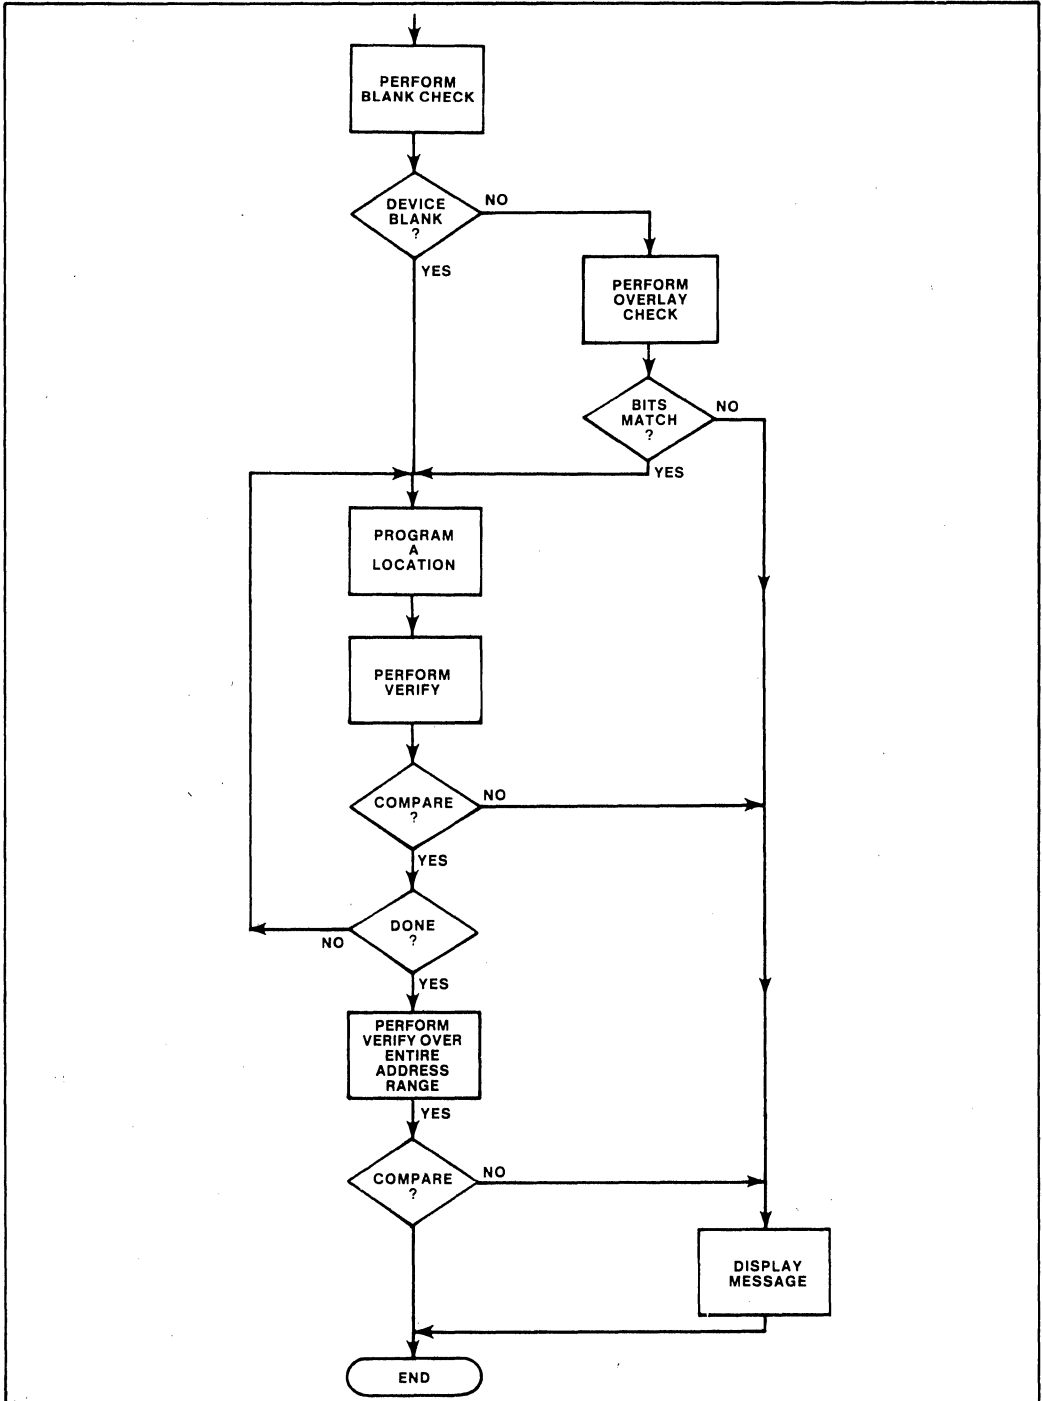 PERFORM
BLANK CHECK
DEVICE
BLANK
?
NO
YES
PERFORM
OVERLAY
CHECK
BITS
MATCH
?
NO
YES
PROGRAM
A
LOCATION
PERFORM
VERIFY
COMPARE
?
NO
YES
DONE
?
NO
YES
PERFORM
VERIFY OVER
ENTIRE
ADDRESS
RANGE
YES
COMPARE
?
NO
DISPLAY
MESSAGE
END